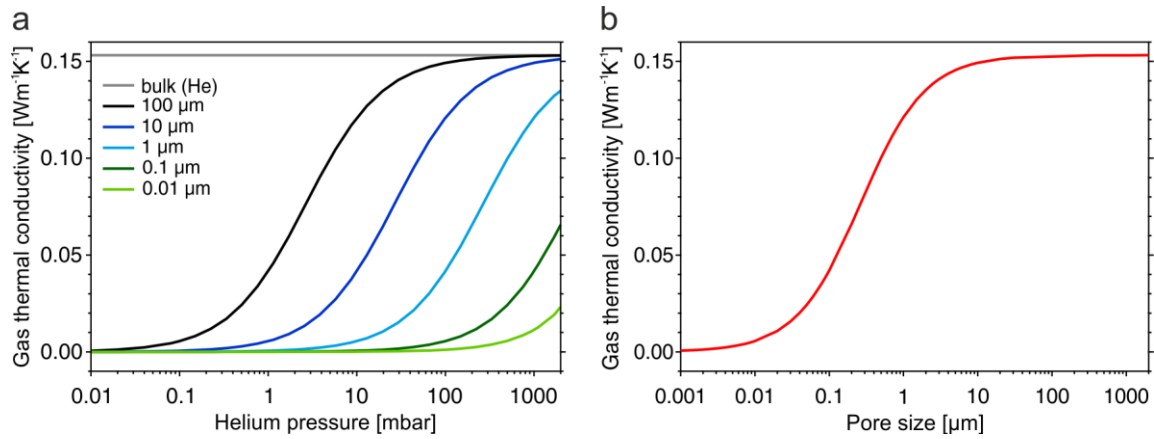 a
Gas thermal conductivity [Wm⁻¹K⁻¹]
0.15
0.10
0.05
0.00
bulk (He)
100 µm
10 µm
1 µm
0.1 µm
0.01 µm
0.01 0.1 1 10 100 1000
Helium pressure [mbar]
b
Gas thermal conductivity [Wm⁻¹K⁻¹]
0.15
0.10
0.05
0.00
0.001 0.01 0.1 1 10 100 1000
Pore size [µm]